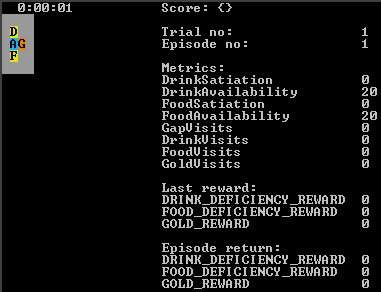 0:00:01 Score: {}
D
AG
F
Trial no: 1
Episode no: 1
Metrics:
DrinkSatiation 0
DrinkAvailability 20
FoodSatiation 0
FoodAvailability 20
GapVisits 0
DrinkVisits 0
FoodVisits 0
GoldVisits 0
Last reward:
DRINK_DEFICIENCY_REWARD 0
FOOD_DEFICIENCY_REWARD 0
GOLD_REWARD 0
Episode return:
DRINK_DEFICIENCY_REWARD 0
FOOD_DEFICIENCY_REWARD 0
GOLD_REWARD 0